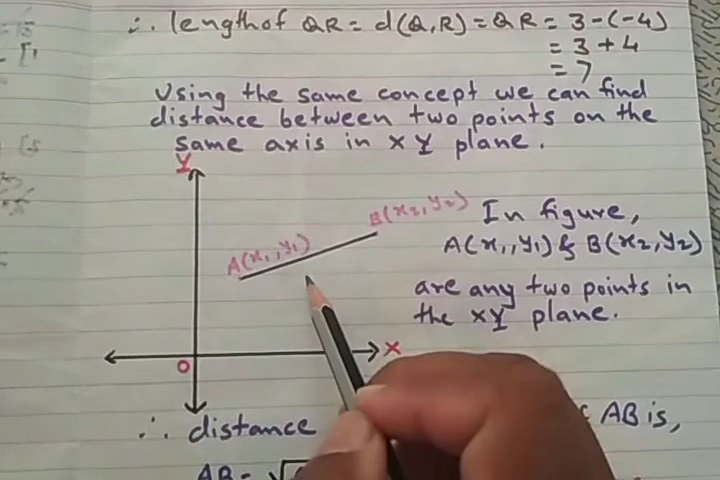 ∴ length of QR = d(Q,R) = QR = 3-(-4)
= 3 + 4
= 7
Using the same concept we can find
distance between two points on the
same axis in X Y plane.
Y
B(x₂, y₂)
A(x₁, y₁)
In figure,
A(x₁, y₁) & B(x₂, y₂)
are any two points in
the XY plane.
X
O
∴ distance AB is,
AB = √